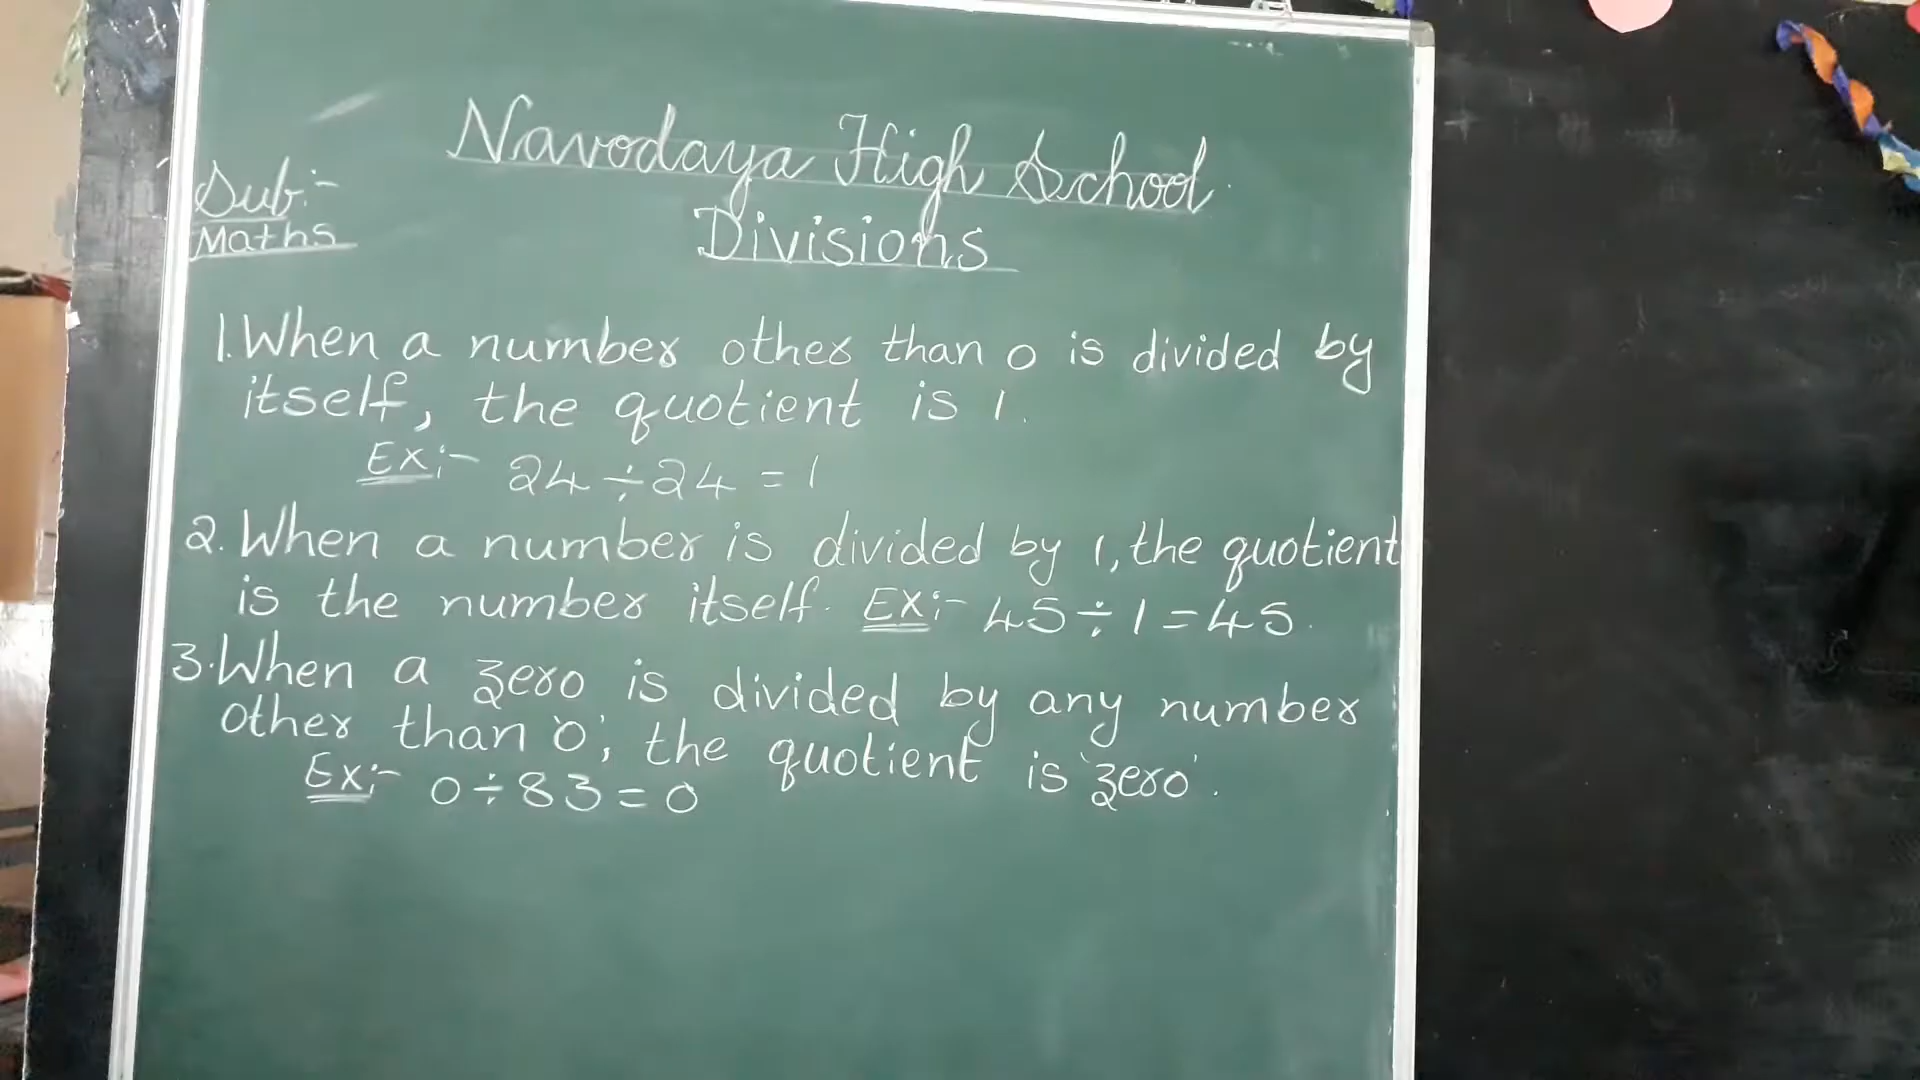 Navodaya High School
Sub:-
Maths
Divisions
1. When a number other than 0 is divided by
itself, the quotient is 1.
Ex:- 24 ÷ 24 = 1
2. When a number is divided by 1, the quotient
is the number itself. Ex:- 45 ÷ 1 = 45.
3. When a zero is divided by any number
other than '0', the quotient is 'zero'.
Ex:- 0 ÷ 83 = 0